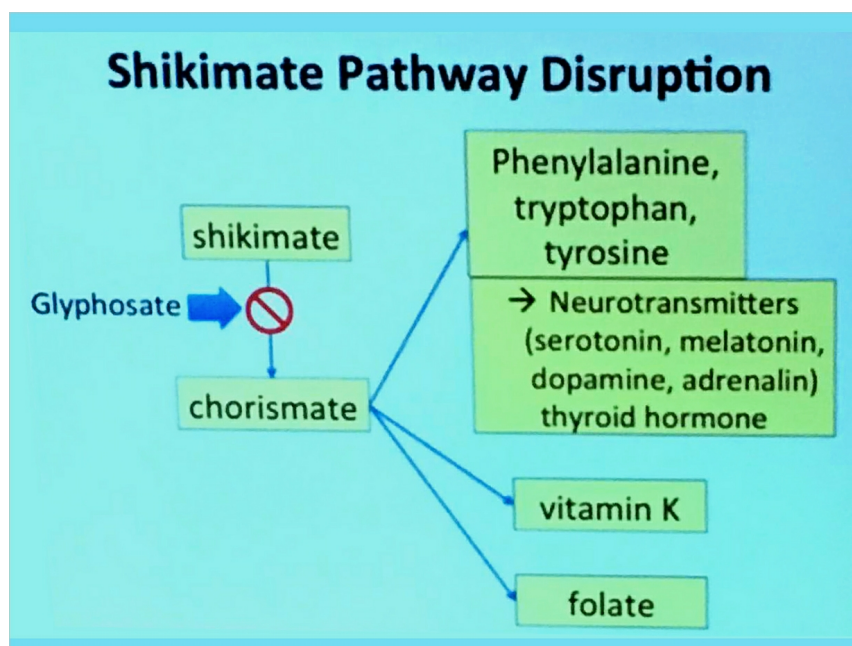 Shikimate Pathway Disruption
shikimate
Glyphosate
chorismate
Phenylalanine,
tryptophan,
tyrosine
→ Neurotransmitters
(serotonin, melatonin,
dopamine, adrenalin)
thyroid hormone
vitamin K
folate